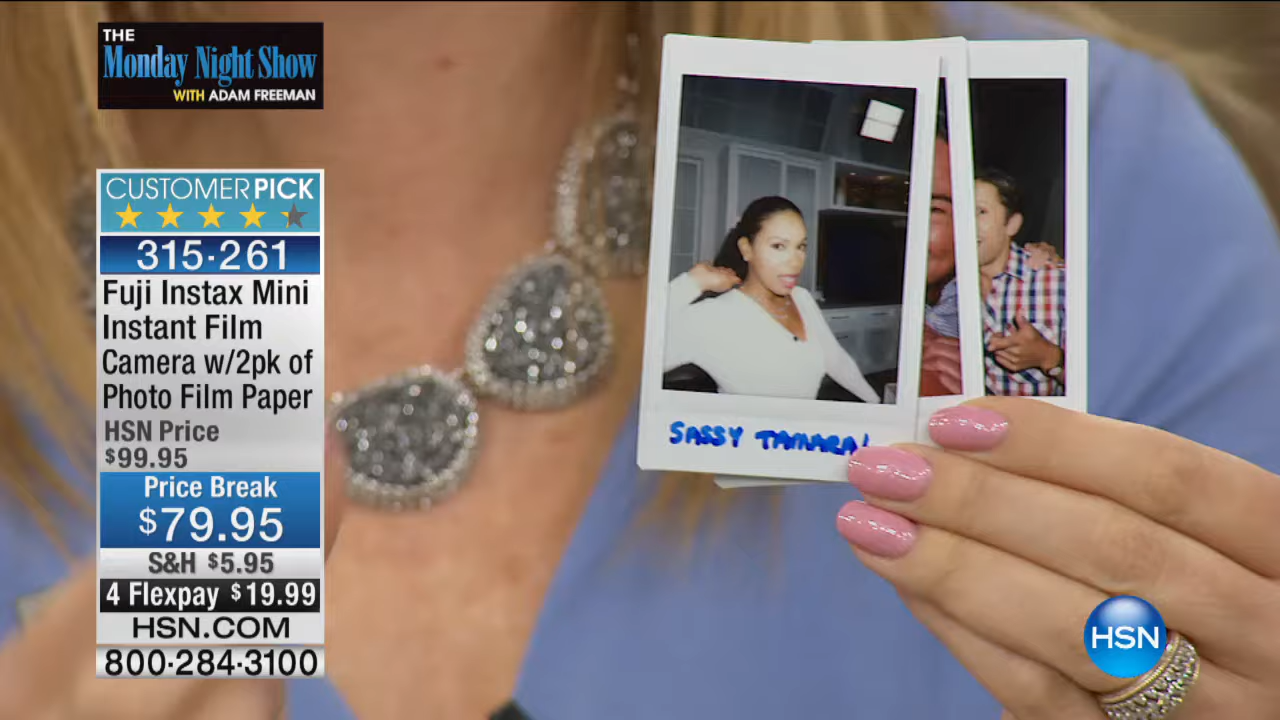 THE
Monday Night Show
WITH ADAM FREEMAN
CUSTOMER PICK
315-261
Fuji Instax Mini
Instant Film
Camera w/2pk of
Photo Film Paper
HSN Price
$99.95
Price Break
$79.95
S&H $5.95
4 Flexpay $19.99
HSN.COM
800-284-3100
SASSY TAMARA!
HSN